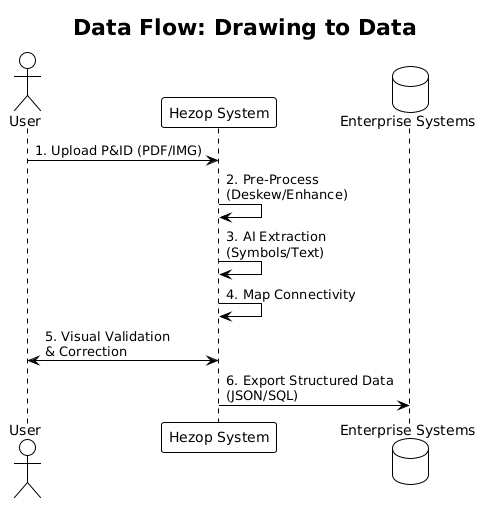 Data Flow: Drawing to Data
User
Hezop System
Enterprise Systems
1. Upload P&ID (PDF/IMG)
2. Pre-Process
(Deskew/Enhance)
3. AI Extraction
(Symbols/Text)
4. Map Connectivity
5. Visual Validation
& Correction
6. Export Structured Data
(JSON/SQL)
User
Hezop System
Enterprise Systems